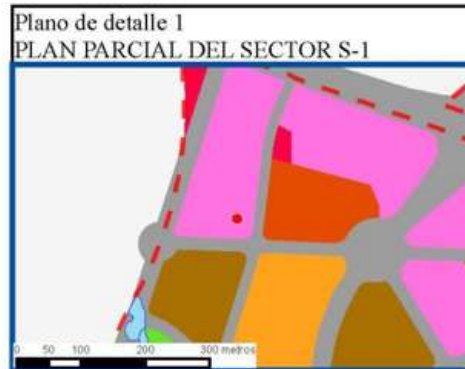 Plano de detalle 1
PLAN PARCIAL DEL SECTOR S-1
0 50 100 200 300 metros